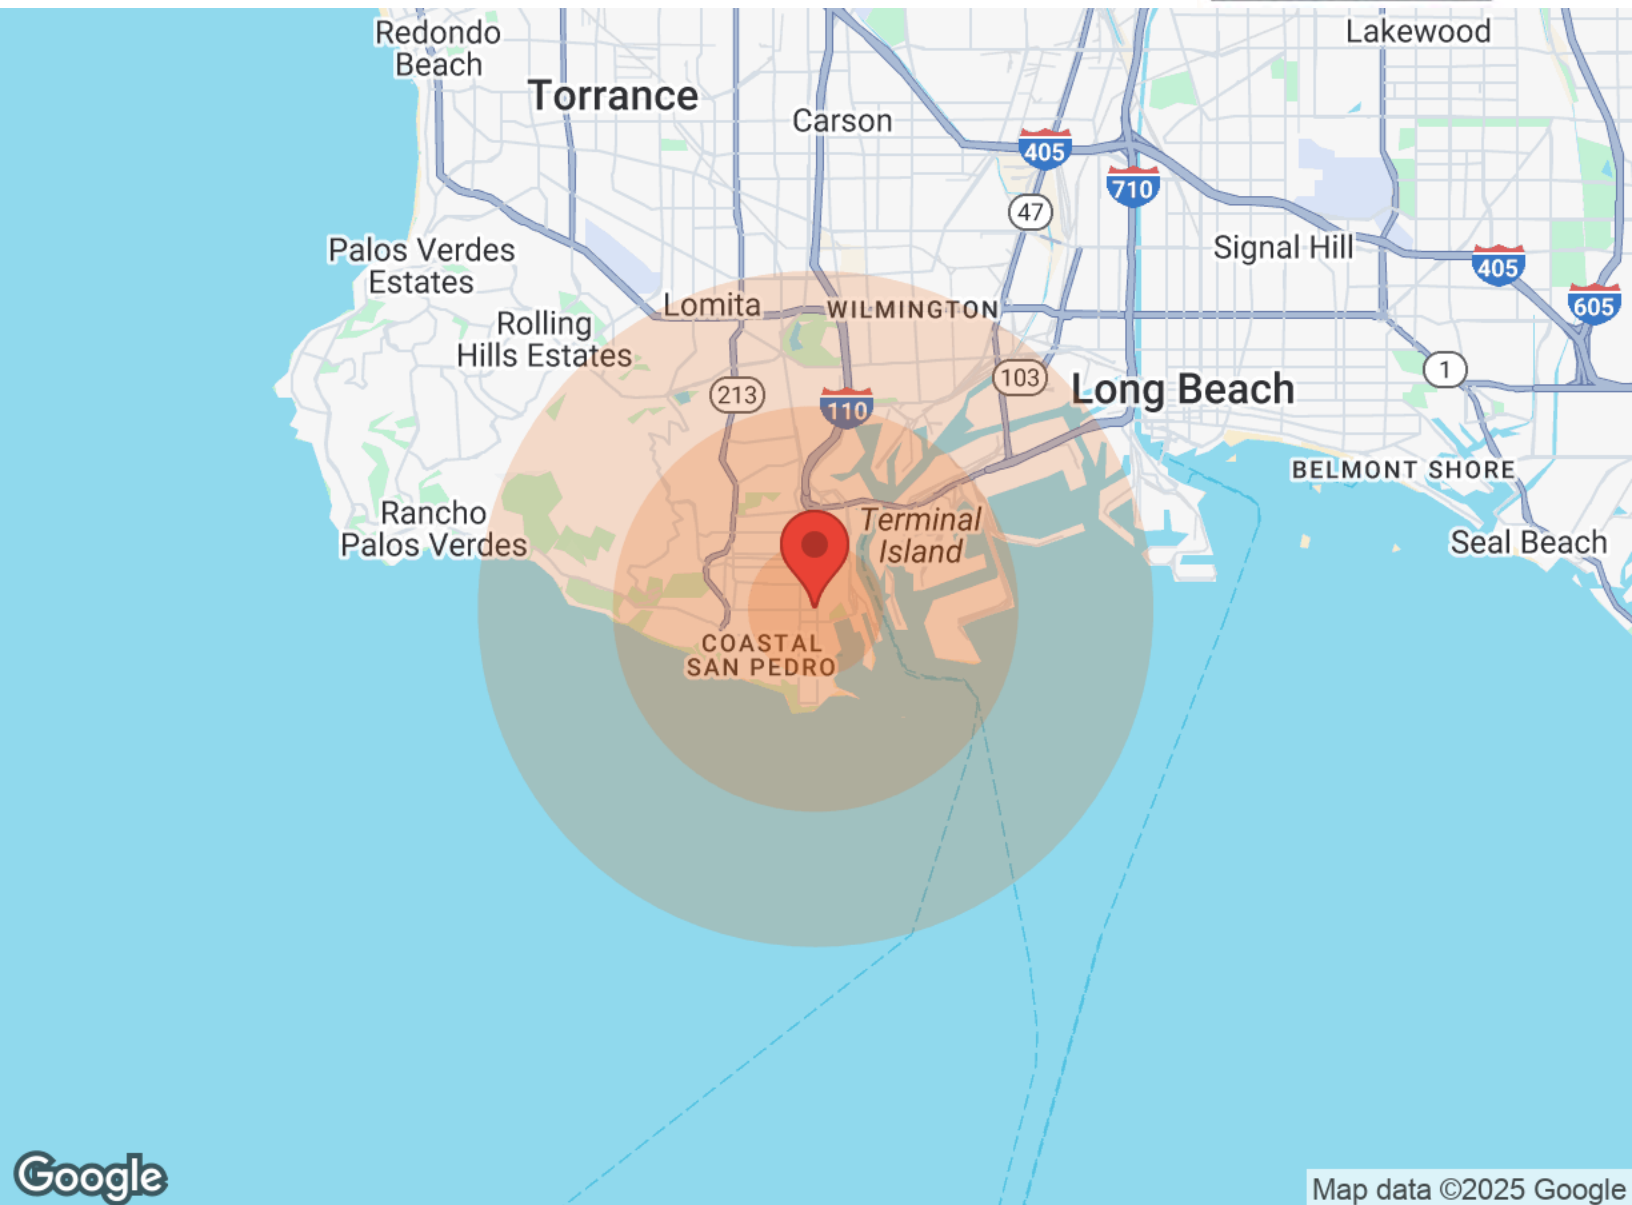 Redondo
Beach
Lakewood
Torrance
Carson
405
710
47
Palos Verdes
Estates
Signal Hill
405
605
Lomita
WILMINGTON
Rolling
Hills Estates
213
110
103
1
Long Beach
BELMONT SHORE
Rancho
Palos Verdes
Terminal
Island
Seal Beach
COASTAL
SAN PEDRO
Google
Map data ©2025 Google